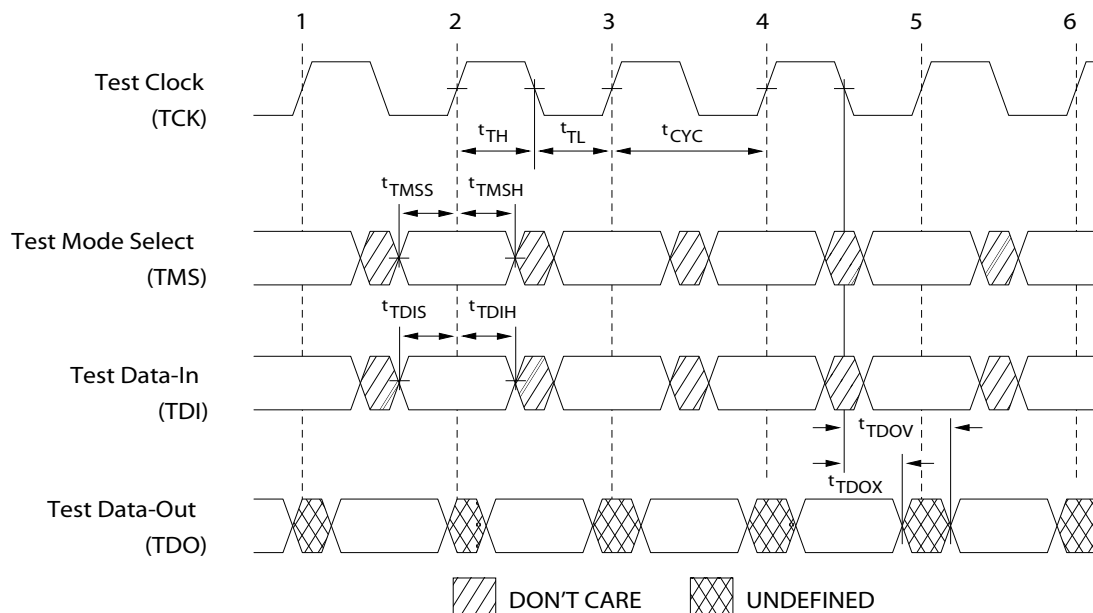 1 2 3 4 5 6
Test Clock
(TCK)
tTH tTL tCYC
tTMSS tTMSH
Test Mode Select
(TMS)
tTDIS tTDIH
Test Data-In
(TDI)
tTDOV
tTDOX
Test Data-Out
(TDO)
DON'T CARE UNDEFINED